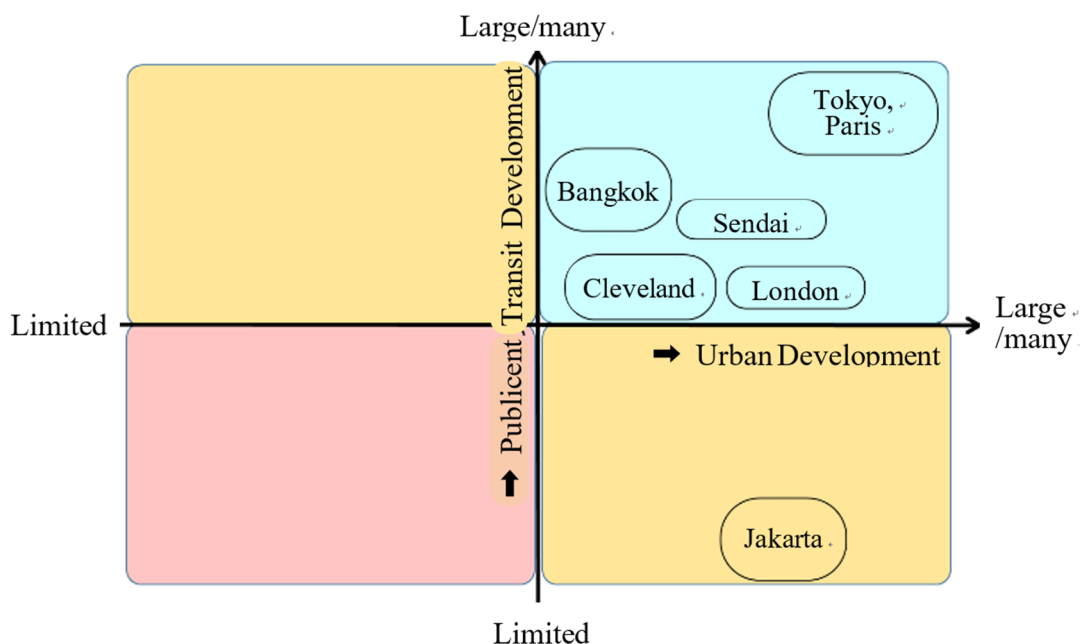 Large/many
Publicent Transit Development
Tokyo,
Paris
Bangkok
Sendai
Cleveland
London
Limited
Large
/many
Urban Development
Jakarta
Limited